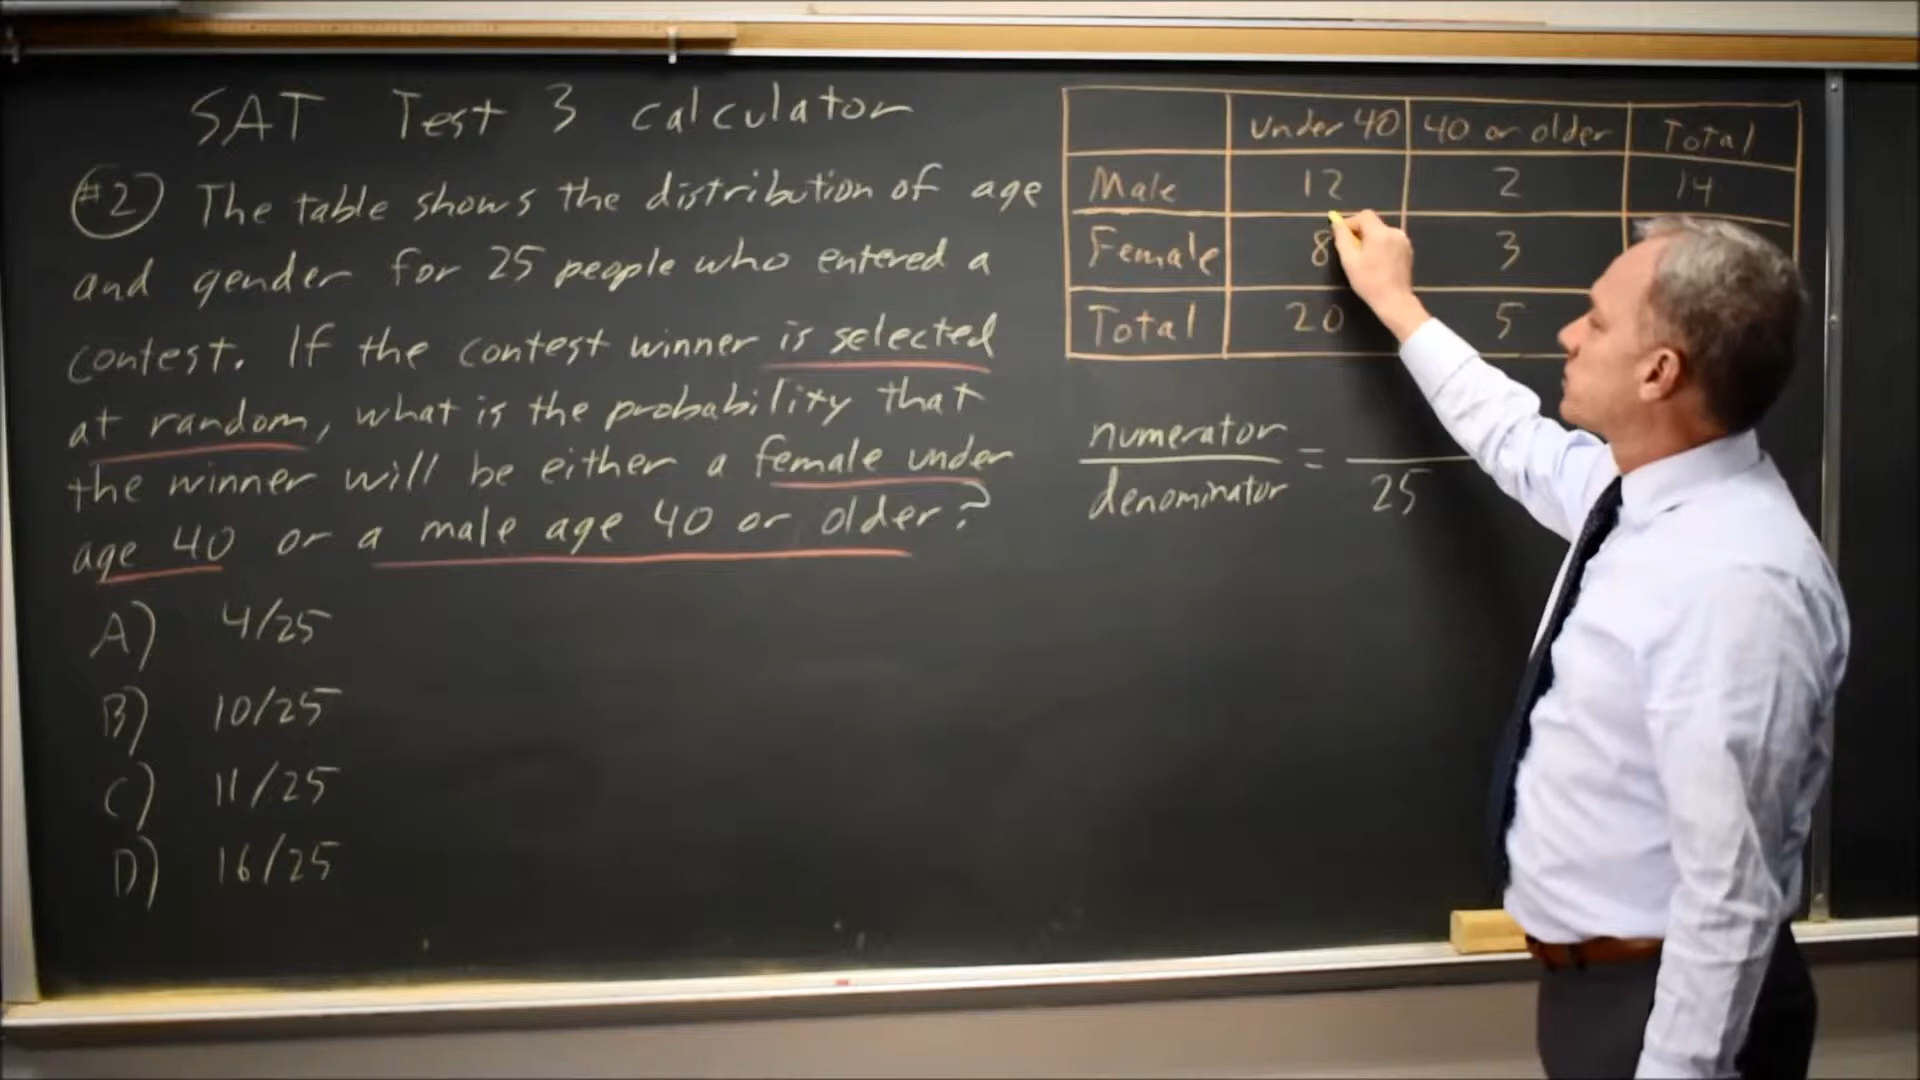 SAT Test 3 calculator
#2 The table shows the distribution of age
and gender for 25 people who entered a
contest. If the contest winner is selected
at random, what is the probability that
the winner will be either a female under
age 40 or a male age 40 or older?
A) 4/25
B) 10/25
C) 11/25
D) 16/25
under 40 40 or older Total
Male 12 2 14
Female 8 3
Total 20 5
numerator
denominator
=
25